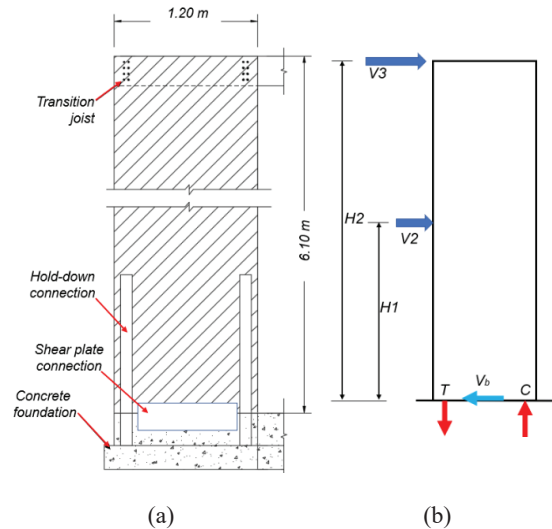 1.20 m
Transition
joist
6.10 m
Hold-down
connection
Shear plate
connection
Concrete
foundation
(a)
V3
H2
V2
H1
T
Vb
C
(b)